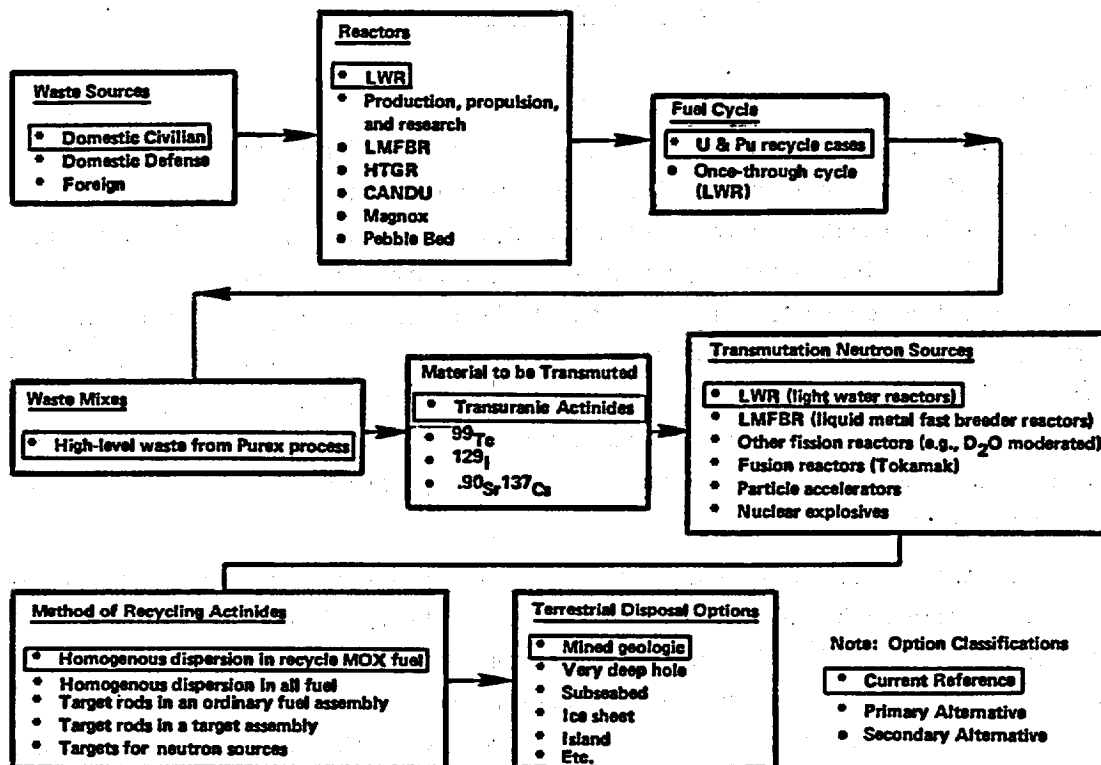 Waste Sources
* Domestic Civilian
* Domestic Defense
* Foreign
Reactors
* LWR
* Production, propulsion,
and research
● LMFBR
● HTGR
● CANDU
● Magnox
● Pebble Bed
Fuel Cycle
* U & Pu recycle cases
● Once-through cycle
(LWR)
Waste Mixes
* High-level waste from Purex process
Material to be Transmuted
* Transuranic Actinides
● 99Tc
● 129I
● .90Sr137Cs
Transmutation Neutron Sources
* LWR (light water reactors)
* LMFBR (liquid metal fast breeder reactors)
* Other fission reactors (e.g., D2O moderated)
* Fusion reactors (Tokamak)
* Particle accelerators
* Nuclear explosives
Method of Recycling Actinides
* Homogenous dispersion in recycle MOX fuel
* Homogenous dispersion in all fuel
* Target rods in an ordinary fuel assembly
* Target rods in a target assembly
* Targets for neutron sources
Terrestrial Disposal Options
* Mined geologic
* Very deep hole
* Subseabed
* Ice sheet
* Island
* Etc.
Note: Option Classifications
* Current Reference
* Primary Alternative
● Secondary Alternative